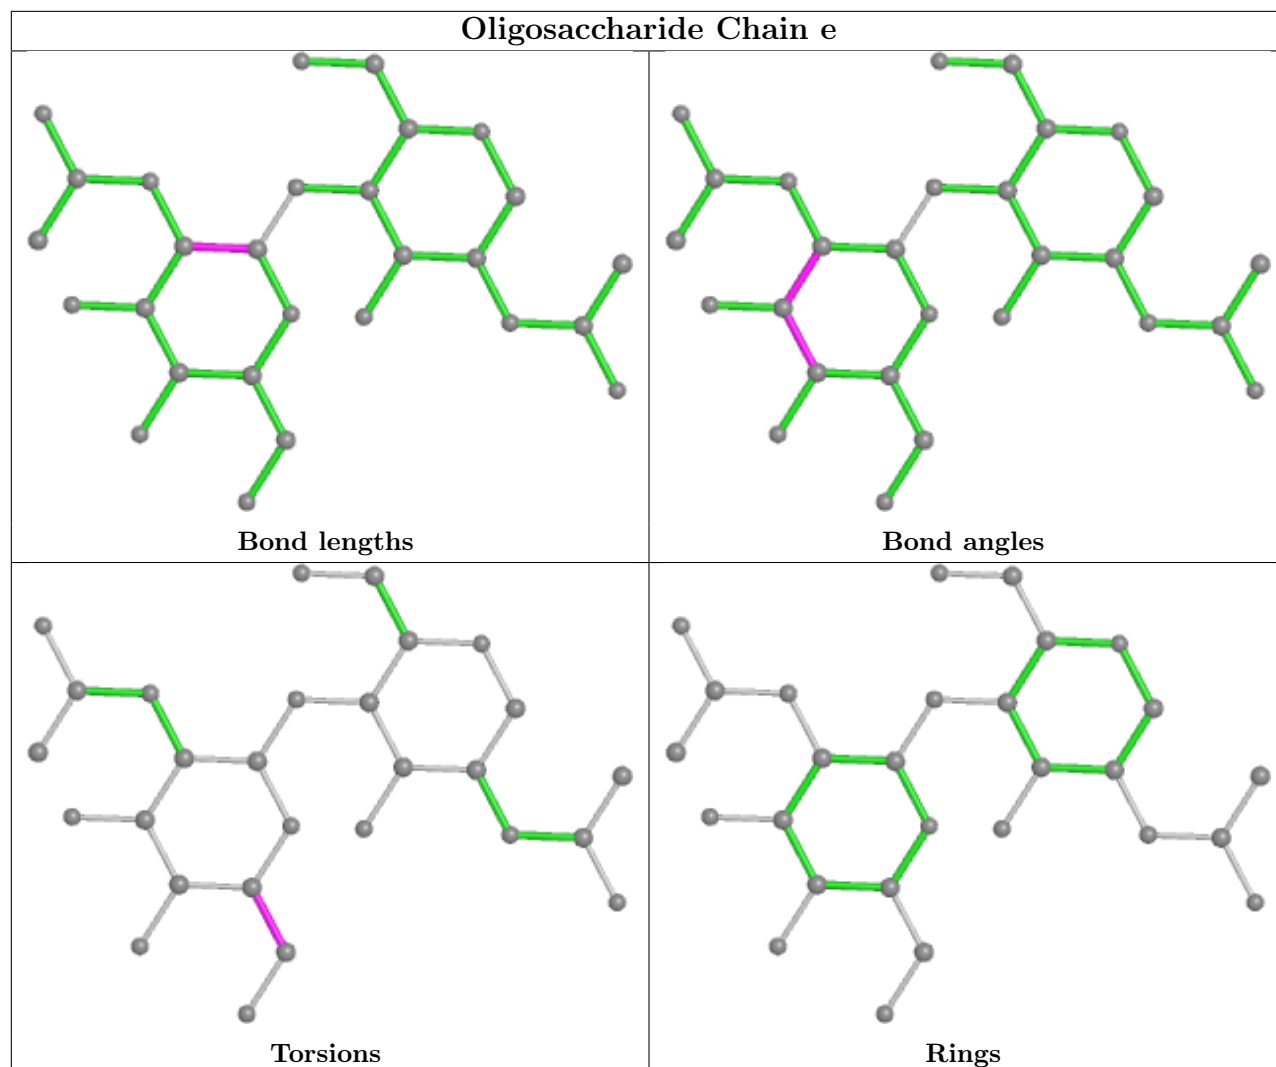 Oligosaccharide Chain e
Bond lengths
Bond angles
Torsions
Rings